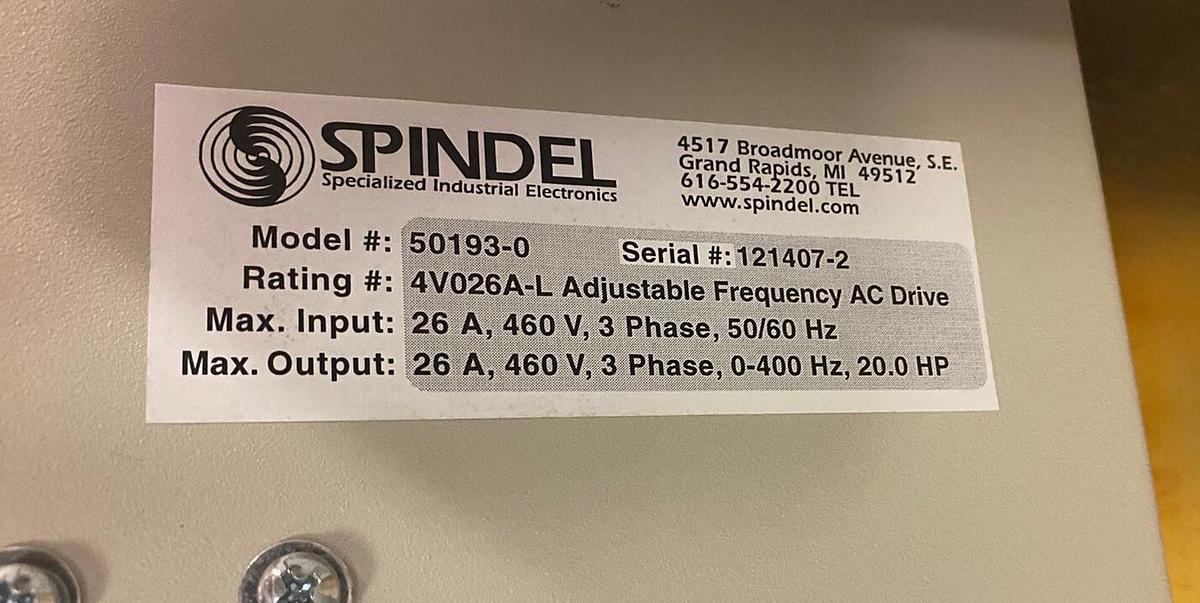 SPINDEL
Specialized Industrial Electronics
4517 Broadmoor Avenue, S.E.
Grand Rapids, MI 49512
616-554-2200 TEL
www.spindel.com
Model #: 50193-0 Serial #: 121407-2
Rating #: 4V026A-L Adjustable Frequency AC Drive
Max. Input: 26 A, 460 V, 3 Phase, 50/60 Hz
Max. Output: 26 A, 460 V, 3 Phase, 0-400 Hz, 20.0 HP